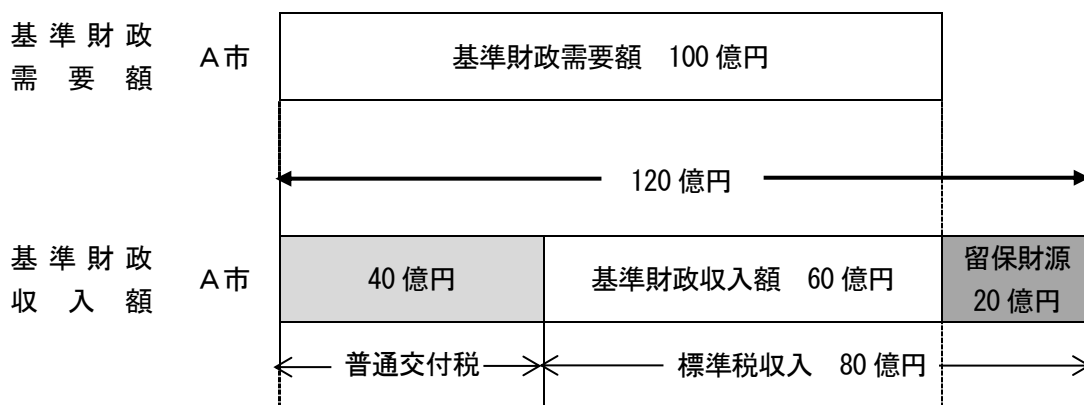 基準財政
需要額
A市
基準財政需要額 100億円
120億円
基準財政
収入額
A市
40億円
基準財政収入額 60億円
留保財源
20億円
普通交付税
標準税収入 80億円